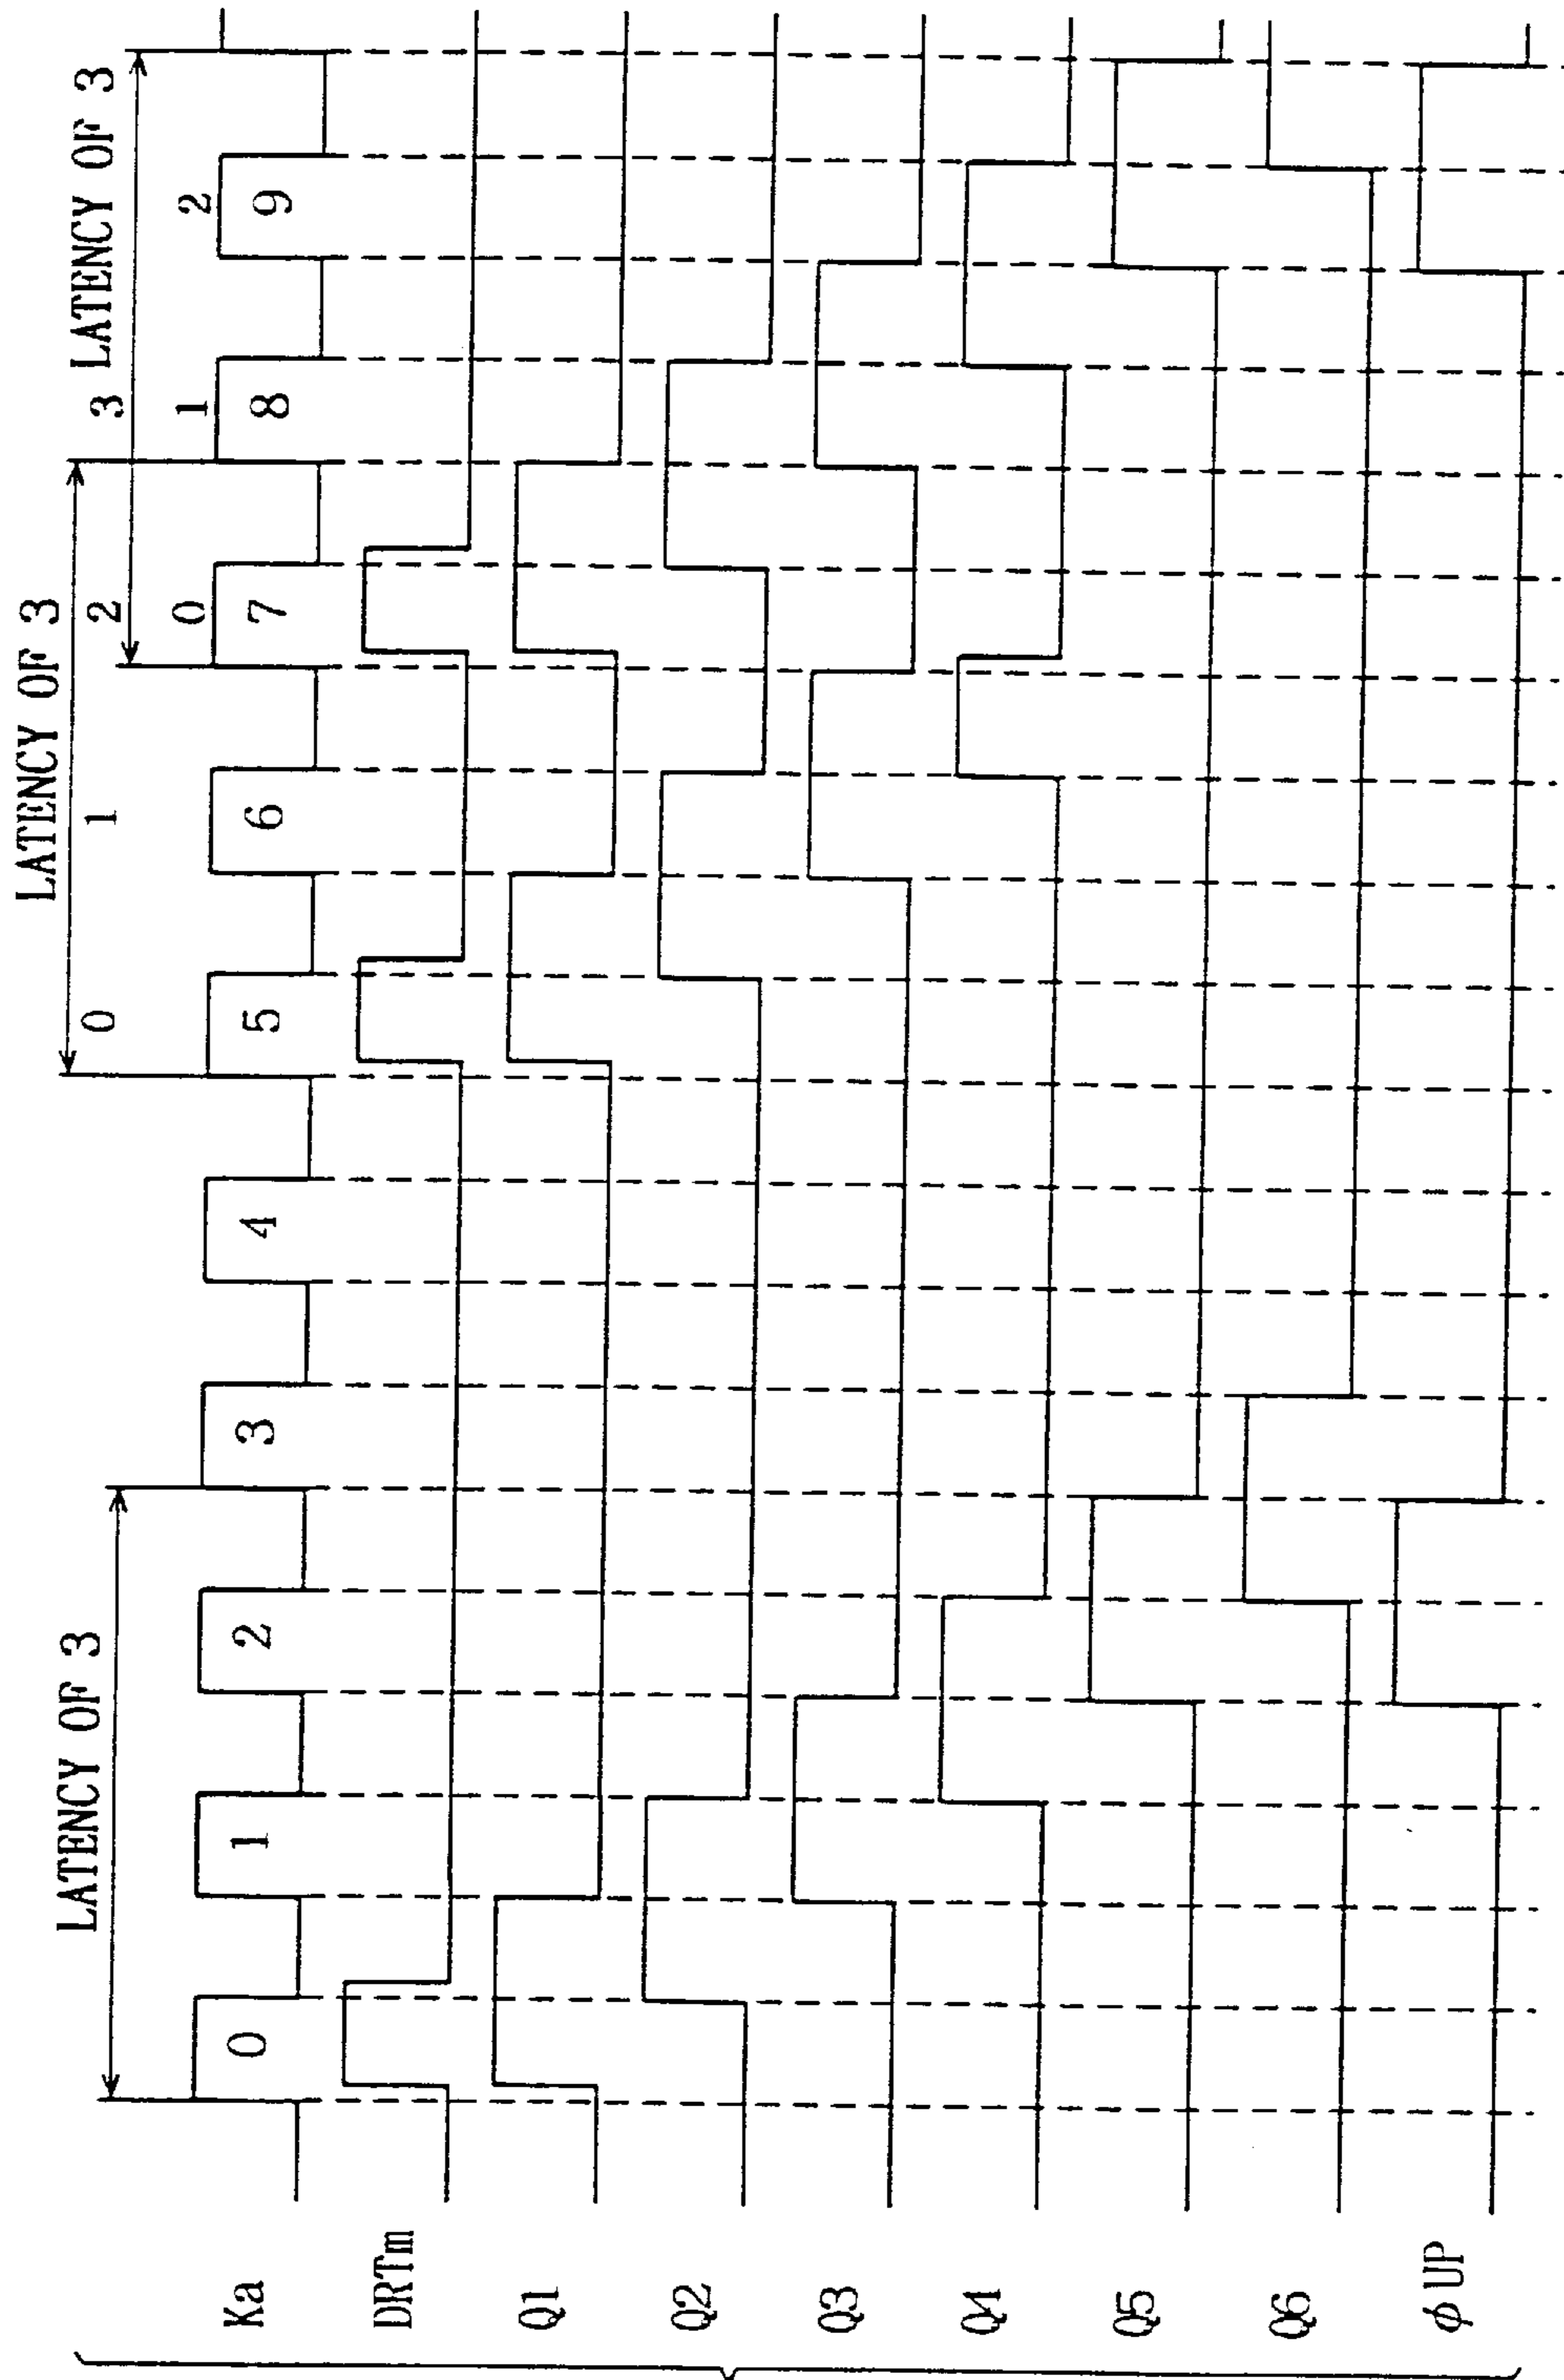 LATENCY OF 3
LATENCY OF 3
0 1 2 3 LATENCY OF 3
0 1 2
Ka 0 1 2 3 4 5 6 7 8 9
DRTm
Q1
Q2
Q3
Q4
Q5
Q6
ϕ UP